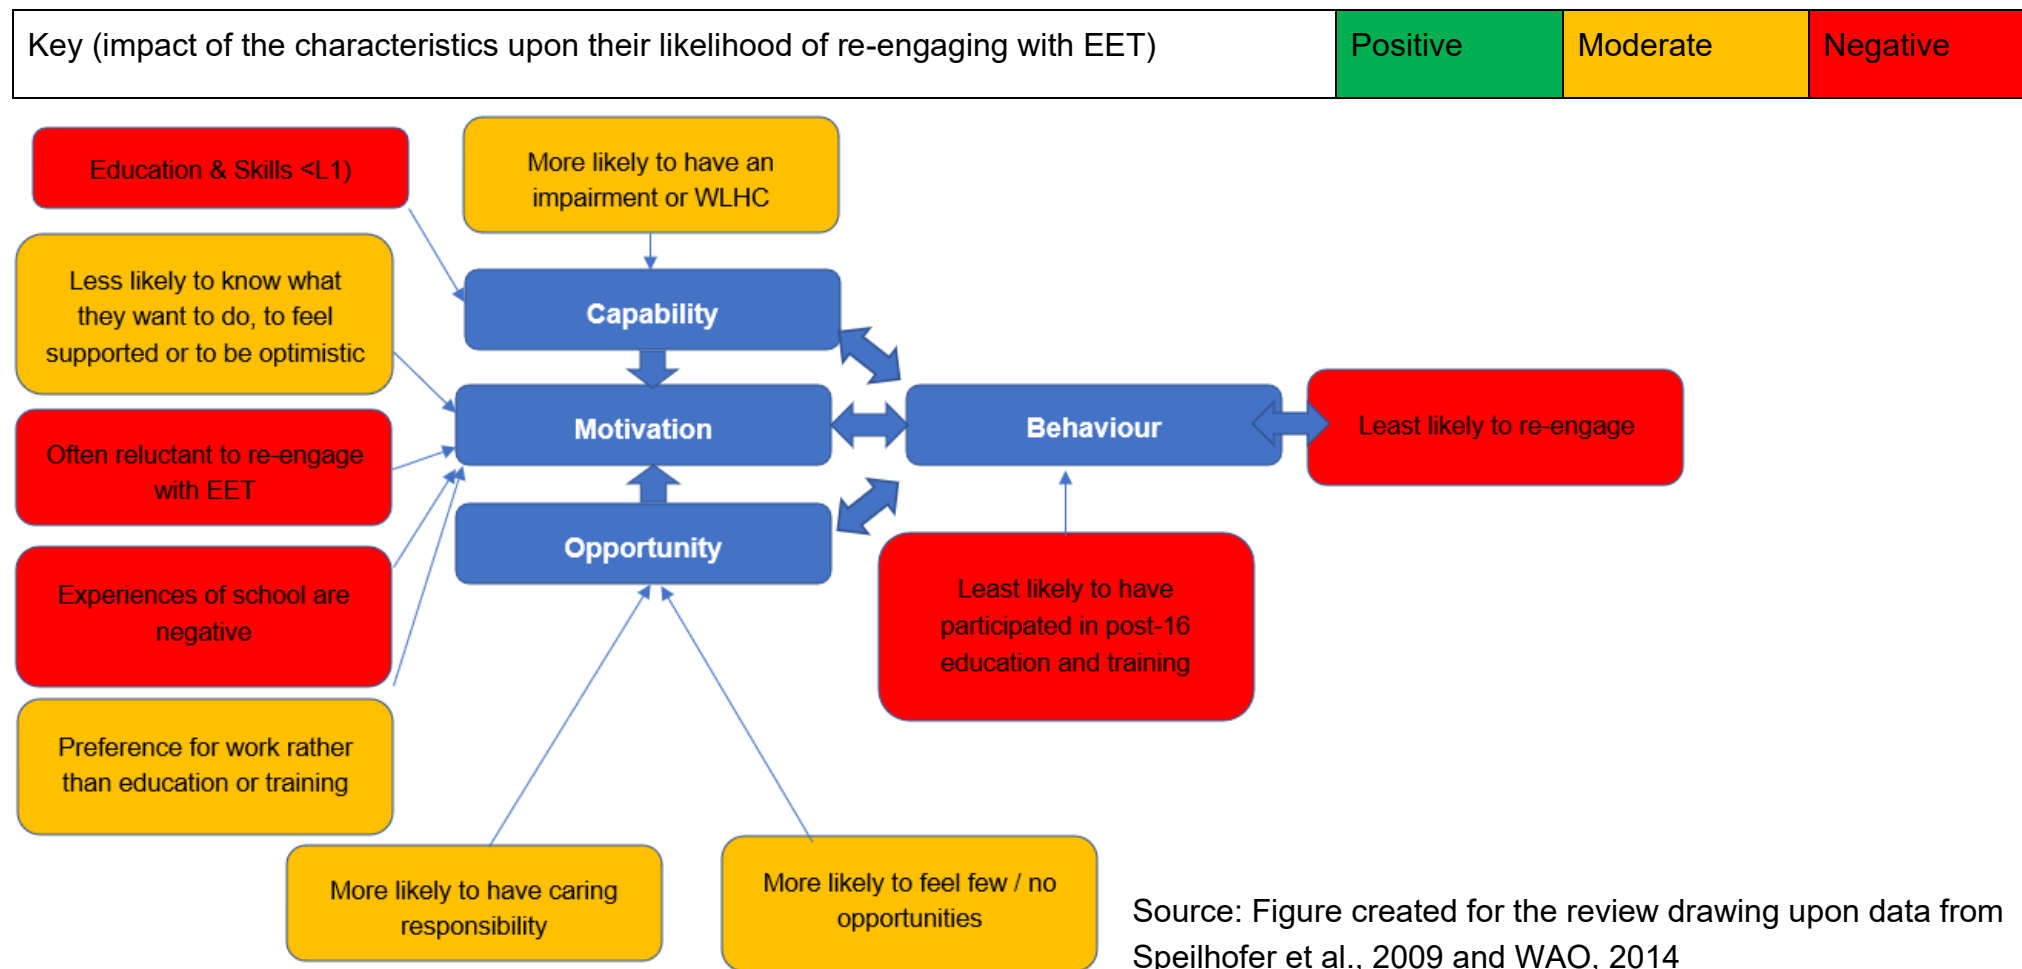 Key (impact of the characteristics upon their likelihood of re-engaging with EET)
Positive
Moderate
Negative
Education & Skills <L1)
More likely to have an
impairment or WLHC
Less likely to know what
they want to do, to feel
supported or to be optimistic
Capability
Often reluctant to re-engage
with EET
Motivation
Behaviour
Least likely to re-engage
Experiences of school are
negative
Opportunity
Least likely to have
participated in post-16
education and training
Preference for work rather
than education or training
More likely to have caring
responsibility
More likely to feel few / no
opportunities
Source: Figure created for the review drawing upon data from
Speilhofer et al., 2009 and WAO, 2014